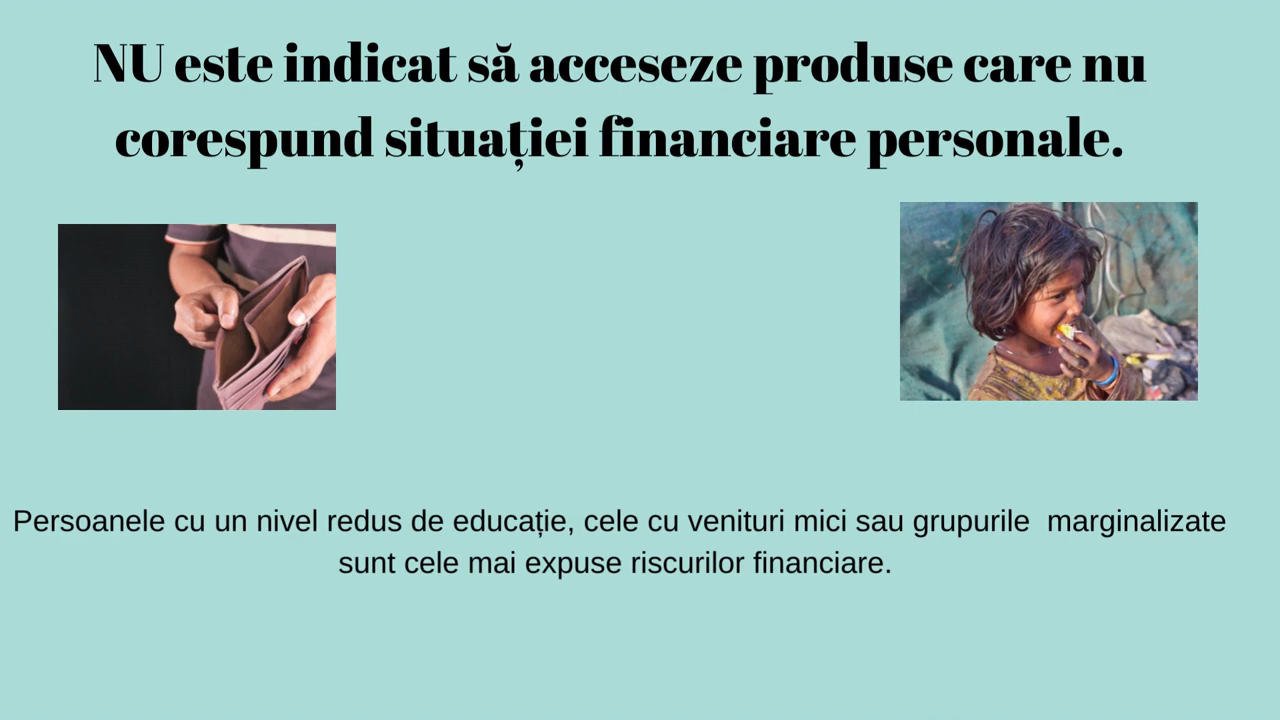 NU este indicat să acceseze produse care nu
corespund situației financiare personale.
Persoanele cu un nivel redus de educație, cele cu venituri mici sau grupurile  marginalizate
sunt cele mai expuse riscurilor financiare.